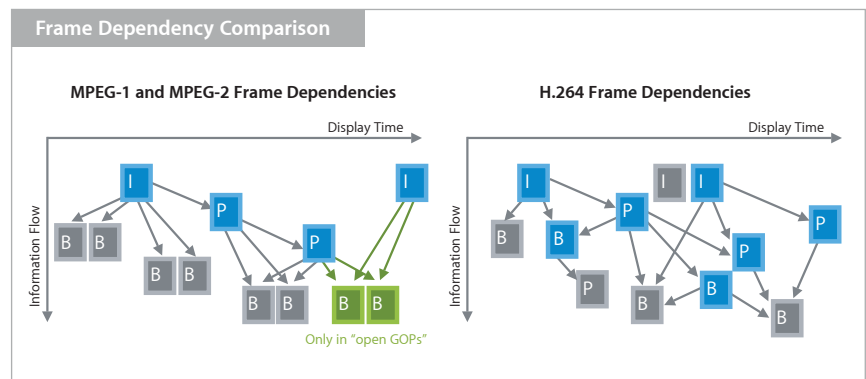 Frame Dependency Comparison
MPEG-1 and MPEG-2 Frame Dependencies
Display Time
Information Flow
I
I
P
B
B
P
B
B
B
B
B
B
Only in “open GOPs”
H.264 Frame Dependencies
Display Time
Information Flow
I
I
I
P
P
B
B
P
P
B
B
B